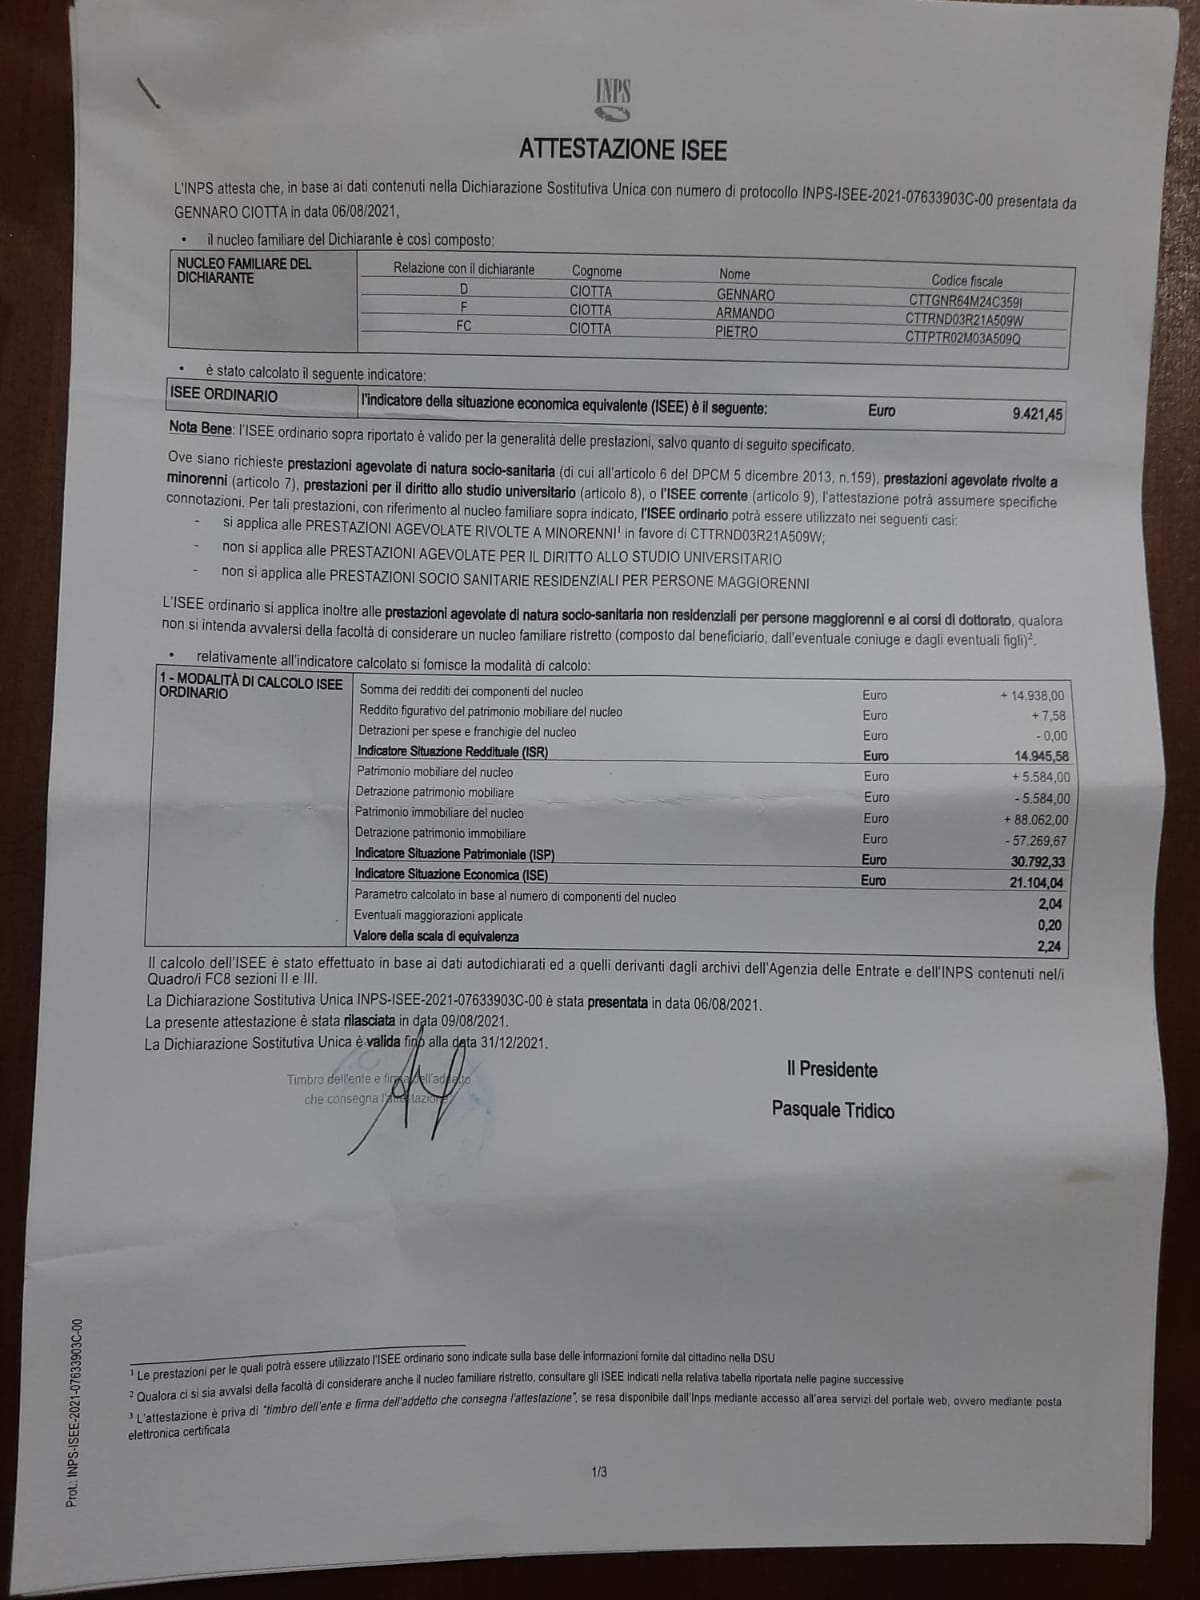 INPS
ATTESTAZIONE ISEE
L'INPS attesta che, in base ai dati contenuti nella Dichiarazione Sostitutiva Unica con numero di protocollo INPS-ISEE-2021-07633903C-00 presentata da
GENNARO CIOTTA in data 06/08/2021,
• il nucleo familiare del Dichiarante è così composto:
NUCLEO FAMILIARE DEL
DICHIARANTE
Relazione con il dichiarante Cognome Nome Codice fiscale
D CIOTTA GENNARO CTTGNR64M24C359I
F CIOTTA ARMANDO CTTRND03R21A509W
FC CIOTTA PIETRO CTTPTR02M03A509Q
• è stato calcolato il seguente indicatore:
ISEE ORDINARIO l'indicatore della situazione economica equivalente (ISEE) è il seguente: Euro 9.421,45
Nota Bene: l'ISEE ordinario sopra riportato è valido per la generalità delle prestazioni, salvo quanto di seguito specificato.
Ove siano richieste prestazioni agevolate di natura socio-sanitaria (di cui all'articolo 6 del DPCM 5 dicembre 2013, n.159), prestazioni agevolate rivolte a
minorenni (articolo 7), prestazioni per il diritto allo studio universitario (articolo 8), o l'ISEE corrente (articolo 9), l'attestazione potrà assumere specifiche
connotazioni. Per tali prestazioni, con riferimento al nucleo familiare sopra indicato, l'ISEE ordinario potrà essere utilizzato nei seguenti casi:
- si applica alle PRESTAZIONI AGEVOLATE RIVOLTE A MINORENNI¹ in favore di CTTRND03R21A509W;
- non si applica alle PRESTAZIONI AGEVOLATE PER IL DIRITTO ALLO STUDIO UNIVERSITARIO
- non si applica alle PRESTAZIONI SOCIO SANITARIE RESIDENZIALI PER PERSONE MAGGIORENNI
L'ISEE ordinario si applica inoltre alle prestazioni agevolate di natura socio-sanitaria non residenziali per persone maggiorenni e ai corsi di dottorato, qualora
non si intenda avvalersi della facoltà di considerare un nucleo familiare ristretto (composto dal beneficiario, dall'eventuale coniuge e dagli eventuali figli)².
• relativamente all'indicatore calcolato si fornisce la modalità di calcolo:
1 - MODALITÀ DI CALCOLO ISEE
ORDINARIO
Somma dei redditi dei componenti del nucleo Euro + 14.938,00
Reddito figurativo del patrimonio mobiliare del nucleo Euro + 7,58
Detrazioni per spese e franchigie del nucleo Euro - 0,00
Indicatore Situazione Reddituale (ISR) Euro 14.945,58
Patrimonio mobiliare del nucleo Euro + 5.584,00
Detrazione patrimonio mobiliare Euro - 5.584,00
Patrimonio immobiliare del nucleo Euro + 88.062,00
Detrazione patrimonio immobiliare Euro - 57.269,67
Indicatore Situazione Patrimoniale (ISP) Euro 30.792,33
Indicatore Situazione Economica (ISE) Euro 21.104,04
Parametro calcolato in base al numero di componenti del nucleo 2,04
Eventuali maggiorazioni applicate 0,20
Valore della scala di equivalenza 2,24
Il calcolo dell'ISEE è stato effettuato in base ai dati autodichiarati ed a quelli derivanti dagli archivi dell'Agenzia delle Entrate e dell'INPS contenuti nel/i
Quadro/i FC8 sezioni II e III.
La Dichiarazione Sostitutiva Unica INPS-ISEE-2021-07633903C-00 è stata presentata in data 06/08/2021.
La presente attestazione è stata rilasciata in data 09/08/2021.
La Dichiarazione Sostitutiva Unica è valida fino alla data 31/12/2021.
Timbro dell'ente e firma dell'addetto
che consegna l'attestazione
Il Presidente
Pasquale Tridico
¹ Le prestazioni per le quali potrà essere utilizzato l'ISEE ordinario sono indicate sulla base delle informazioni fornite dal cittadino nella DSU
² Qualora ci si sia avvalsi della facoltà di considerare anche il nucleo familiare ristretto, consultare gli ISEE indicati nella relativa tabella riportata nelle pagine successive
³ L'attestazione è priva di "timbro dell'ente e firma dell'addetto che consegna l'attestazione", se resa disponibile dall'Inps mediante accesso all'area servizi del portale web, ovvero mediante posta
elettronica certificata
1/3
Prot.: INPS-ISEE-2021-07633903C-00